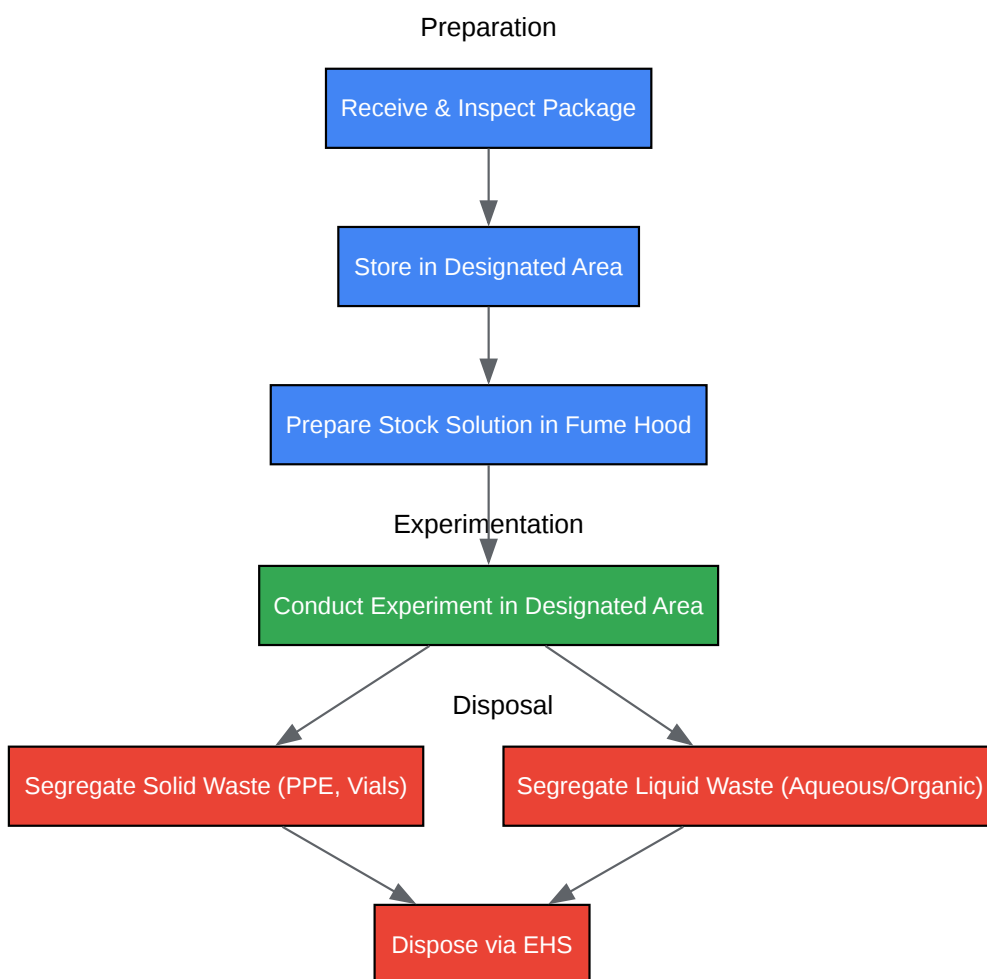 Preparation
Receive & Inspect Package
Store in Designated Area
Prepare Stock Solution in Fume Hood
Experimentation
Conduct Experiment in Designated Area
Disposal
Segregate Solid Waste (PPE, Vials)
Segregate Liquid Waste (Aqueous/Organic)
Dispose via EHS